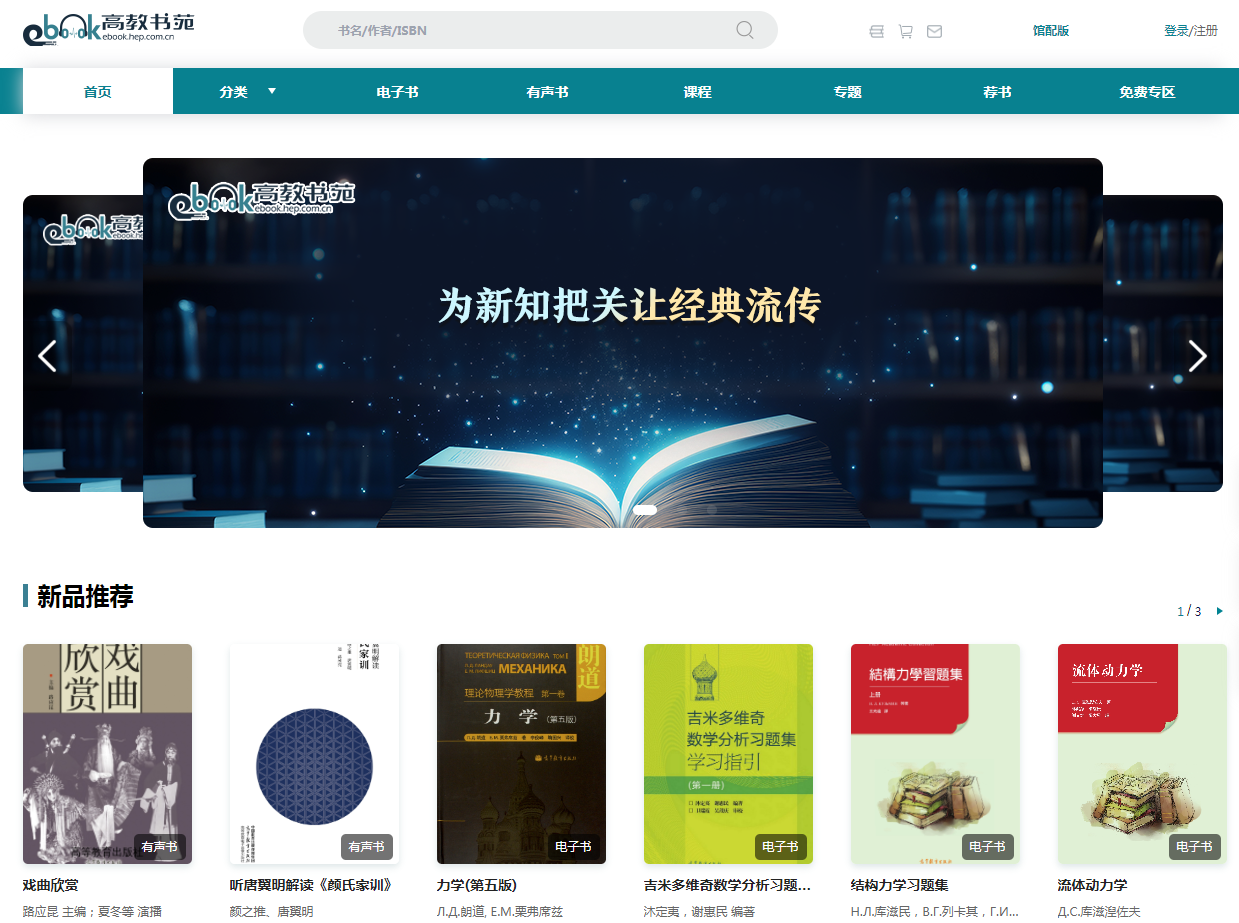 ebook高教书苑
ebook.hep.com.cn
书名/作者/ISBN
馆配版
登录/注册
首页
分类
电子书
有声书
课程
专题
荐书
免费专区
ebook高教书苑
ebook.hep.com.cn
为新知把关让经典流传
新品推荐
1 / 3
戏曲
欣赏
高等教育出版社
有声书
有声书
ТЕОРЕТИЧЕСКАЯ ФИЗИКА ТОМ I
МЕХАНИКА
朗道
理论物理学教程 第一卷
力 学 (第五版)
电子书
吉米多维奇
数学分析习题集
学习指引
(第一册)
电子书
結構力學習題集
上册
电子书
流体动力学
电子书
戏曲欣赏
听唐翼明解读《颜氏家训》
力学(第五版)
吉米多维奇数学分析习题...
结构力学习题集
流体动力学
路应昆 主编；夏冬等 演播
颜之推、唐翼明
Л.Д.朗道, Е.М.栗弗席兹
沐定夷，谢惠民 编著
Н.Л.库滋民，В.Г.列卡其，Г.И...
Д.С.库滋湟佐夫